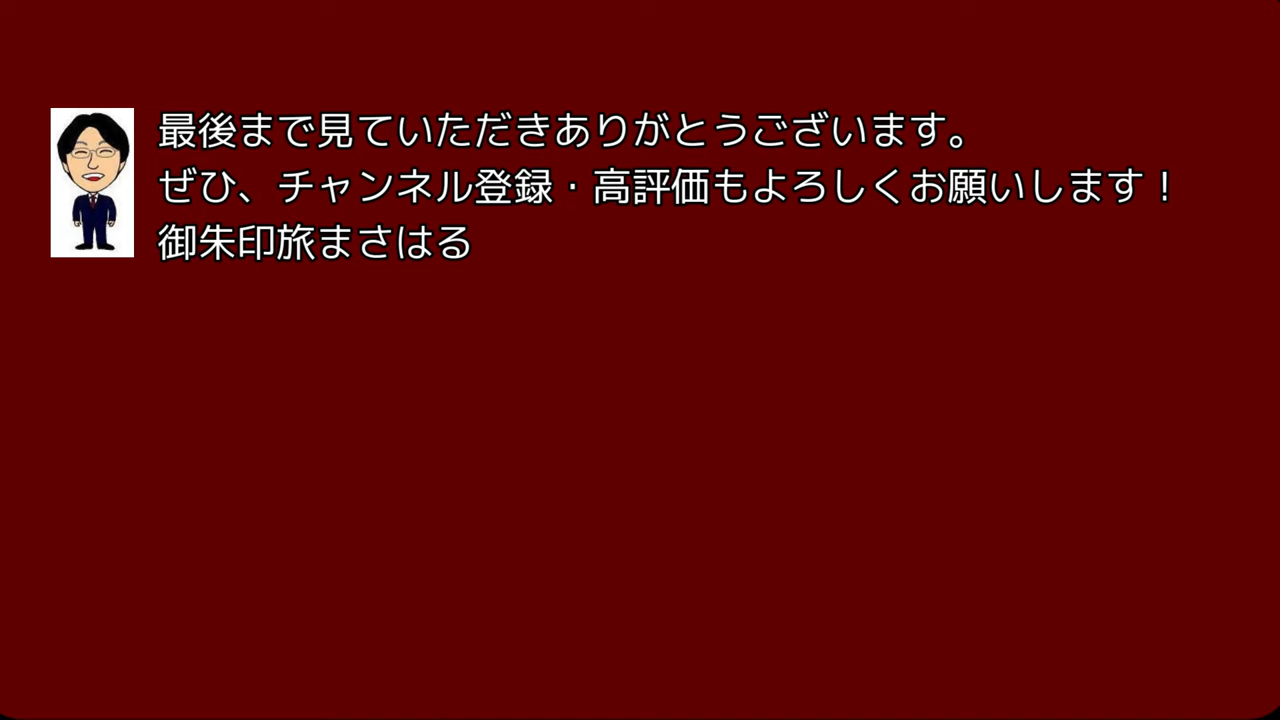 最後まで見ていただきありがとうございます。
ぜひ、チャンネル登録・高評価もよろしくお願いします！
御朱印旅まさはる